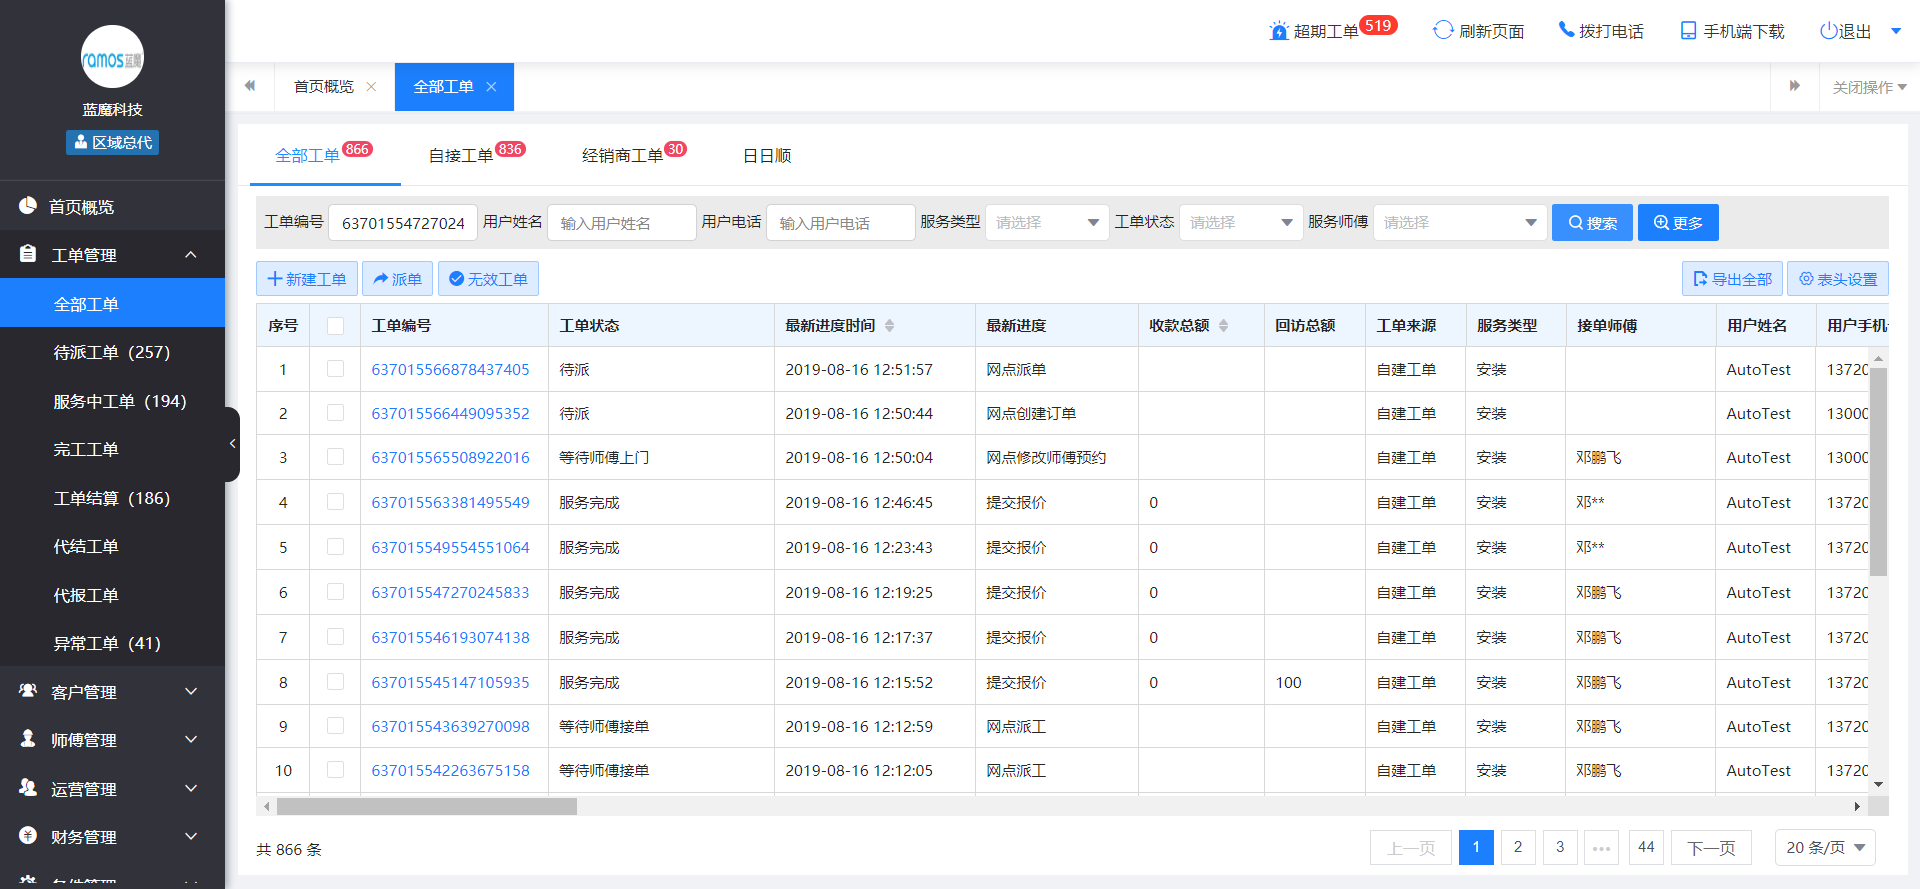 ramos蓝魔
蓝魔科技
区域总代
首页概览
工单管理
全部工单
待派工单（257）
服务中工单（194）
完工工单
工单结算（186）
代结工单
代报工单
异常工单（41）
客户管理
师傅管理
运营管理
财务管理
超期工单 519 刷新页面 拨打电话 手机端下载 退出
首页概览 全部工单 关闭操作
全部工单 866 自接工单 836 经销商工单 30 日日顺
工单编号 63701554727024 用户姓名 输入用户姓名 用户电话 输入用户电话 服务类型 请选择 工单状态 请选择 服务师傅 请选择 搜索 更多
新建工单 派单 无效工单 导出全部 表头设置
序号 工单编号 工单状态 最新进度时间 最新进度 收款总额 回访总额 工单来源 服务类型 接单师傅 用户姓名 用户手机
1 637015566878437405 待派 2019-08-16 12:51:57 网点派单 自建工单 安装 AutoTest 13720
2 637015566449095352 待派 2019-08-16 12:50:44 网点创建订单 自建工单 安装 AutoTest 13000
3 637015565508922016 等待师傅上门 2019-08-16 12:50:04 网点修改师傅预约 自建工单 安装 邓鹏飞 AutoTest 13000
4 637015563381495549 服务完成 2019-08-16 12:46:45 提交报价 0 自建工单 安装 邓** AutoTest 13720
5 637015549554551064 服务完成 2019-08-16 12:23:43 提交报价 0 自建工单 安装 邓** AutoTest 13720
6 637015547270245833 服务完成 2019-08-16 12:19:25 提交报价 0 自建工单 安装 邓鹏飞 AutoTest 13720
7 637015546193074138 服务完成 2019-08-16 12:17:37 提交报价 0 自建工单 安装 邓鹏飞 AutoTest 13720
8 637015545147105935 服务完成 2019-08-16 12:15:52 提交报价 0 100 自建工单 安装 邓鹏飞 AutoTest 13720
9 637015543639270098 等待师傅接单 2019-08-16 12:12:59 网点派工 自建工单 安装 邓鹏飞 AutoTest 13720
10 637015542263675158 等待师傅接单 2019-08-16 12:12:05 网点派工 自建工单 安装 邓鹏飞 AutoTest 13720
共 866 条 上一页 1 2 3 ••• 44 下一页 20 条/页